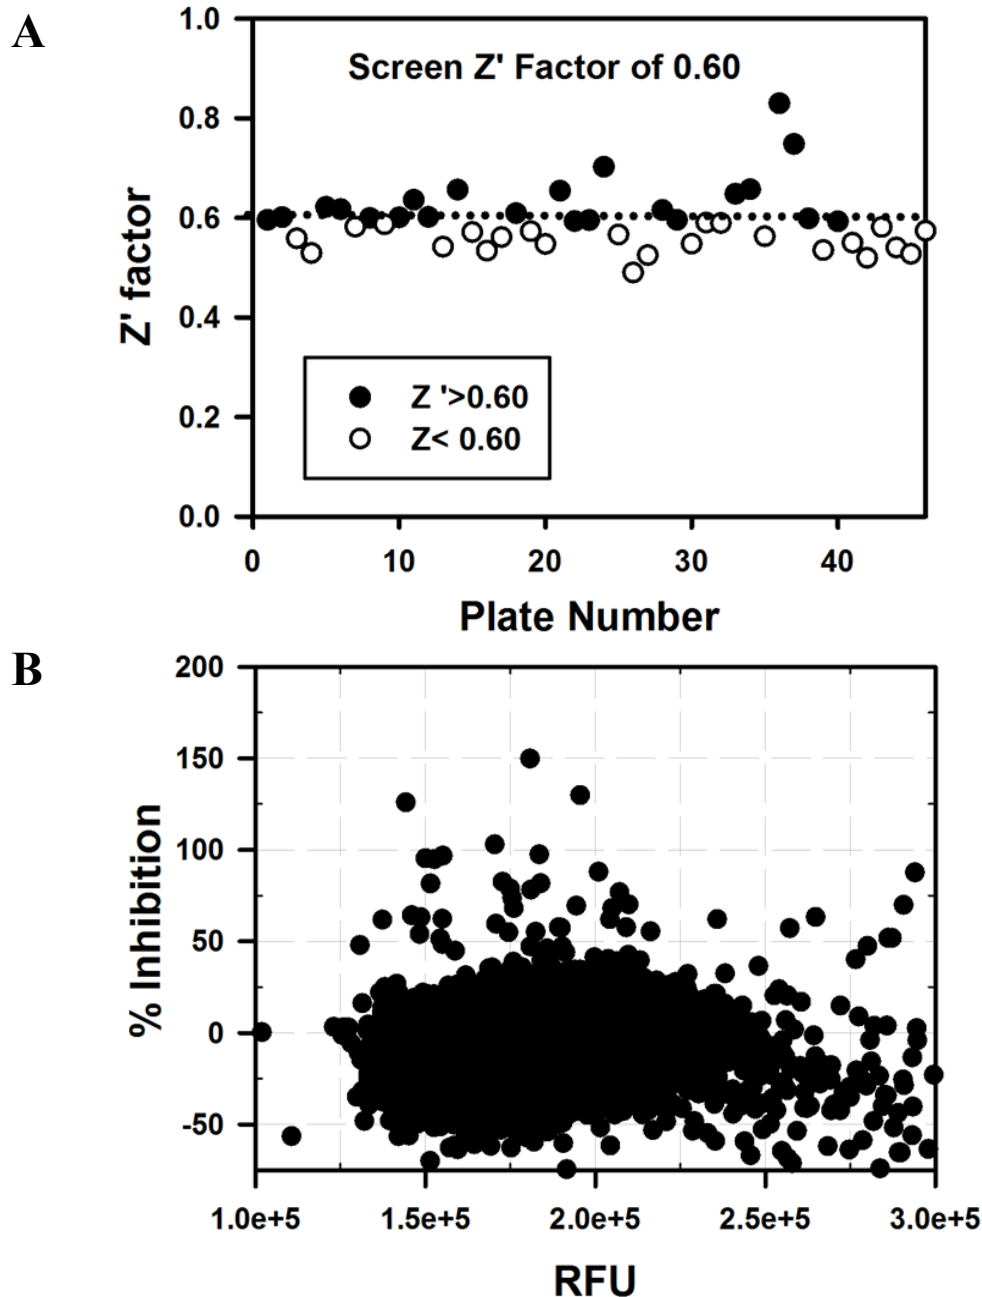 A
Screen Z' Factor of 0.60
Z' factor
1.0
0.8
0.6
0.4
0.2
0.0
Z '>0.60
Z< 0.60
0 10 20 30 40
Plate Number
B
% Inhibition
200
150
100
50
0
-50
1.0e+5 1.5e+5 2.0e+5 2.5e+5 3.0e+5
RFU